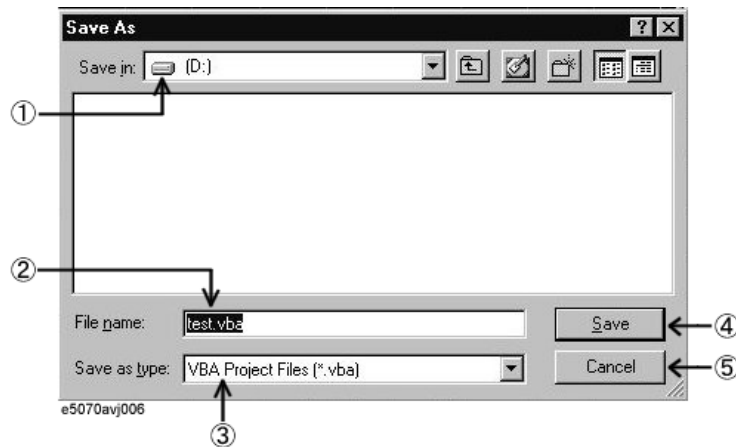 Save As
Save in: (D:)
①
②
File name: test.vba Save ④
Save as type: VBA Project Files (*.vba) Cancel ⑤
e5070avj006
③